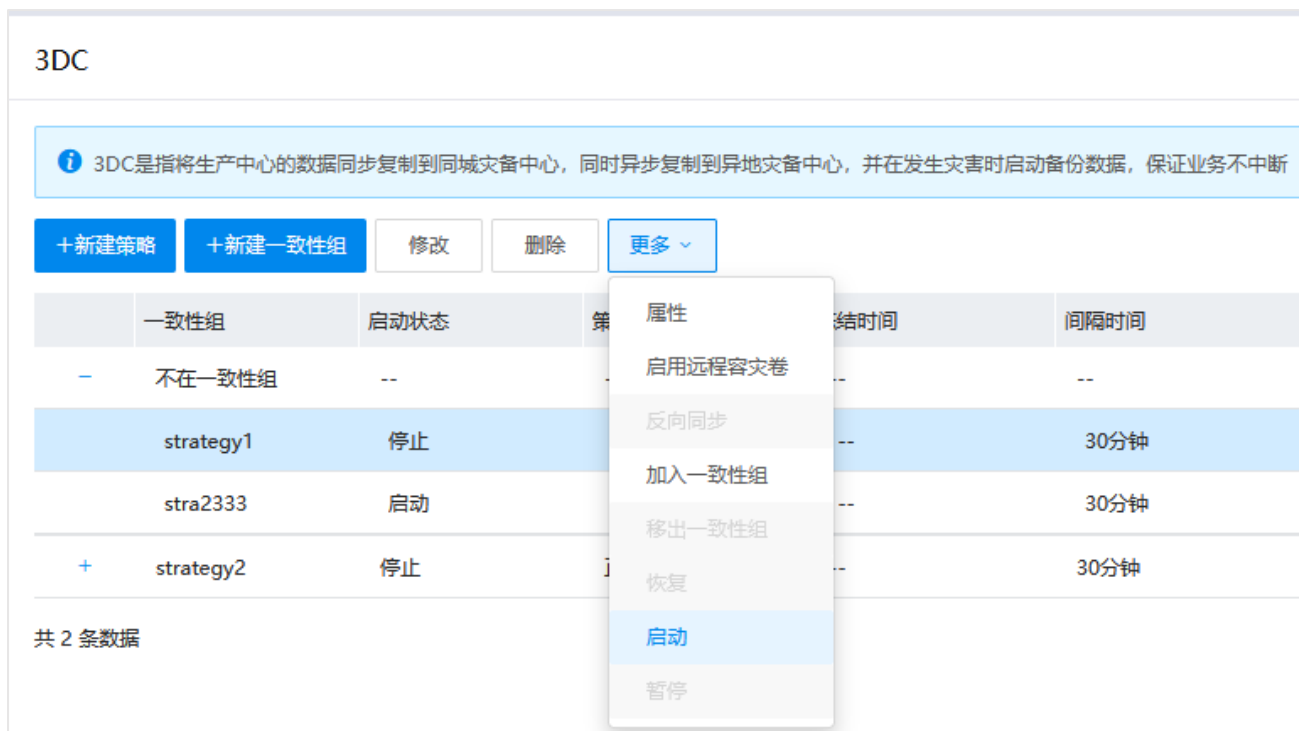 3DC
3DC是指将生产中心的数据同步复制到同城灾备中心，同时异步复制到异地灾备中心，并在发生灾害时启动备份数据，保证业务不中断
+新建策略 +新建一致性组 修改 删除 更多
属性
一致性组 启动状态 策 结时间 间隔时间
启用远程容灾卷
− 不在一致性组 -- -- --
反向同步
strategy1 停止 -- 30分钟
加入一致性组
stra2333 启动 -- 30分钟
移出一致性组
+ strategy2 停止 -- 30分钟
恢复
启动
共 2 条数据
暂停